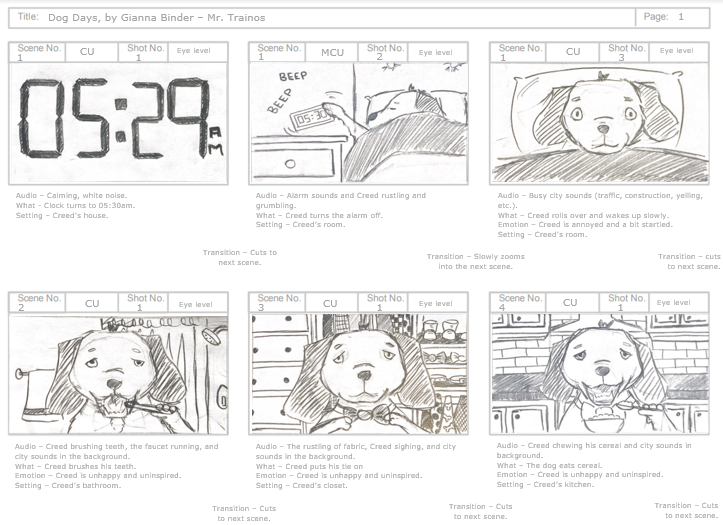 Title: Dog Days, by Gianna Binder – Mr. Trainos
Page: 1
Scene No. 1
CU
Shot No. 1
Eye level
05:29 AM
Audio – Calming, white noise.
What - Clock turns to 05:30am.
Setting – Creed's house.
Transition – Cuts to
next scene.
Scene No. 1
MCU
Shot No. 2
Eye level
BEEP
BEEP
05:30
Audio – Alarm sounds and Creed rustling and
grumbling.
What – Creed turns the alarm off.
Setting – Creed's room.
Transition – Slowly zooms
into the next scene.
Scene No. 1
CU
Shot No. 3
Eye level
Audio – Busy city sounds (traffic, construction, yelling,
etc.).
What – Creed rolls over and wakes up slowly.
Emotion – Creed is annoyed and a bit startled.
Setting – Creed's room.
Transition – cuts
to next scene.
Scene No. 2
CU
Shot No. 1
Eye level
Audio – Creed brushing teeth, the faucet running, and
city sounds in the background.
What – Creed brushes his teeth.
Emotion – Creed is unhappy and uninspired.
Setting – Creed's bathroom.
Transition – Cuts
to next scene.
Scene No. 3
CU
Shot No. 1
Eye level
Audio – The rustling of fabric, Creed sighing, and city
sounds in the background.
What – Creed puts his tie on
Emotion – Creed is unhappy and uninspired.
Setting – Creed's closet.
Transition – Cuts
to next scene.
Scene No. 4
CU
Shot No. 1
Eye level
Audio – Creed chewing his cereal and city sounds in
background.
What – The dog eats cereal.
Emotion – Creed is unhappy and uninspired.
Setting – Creed's kitchen.
Transition – Cuts
to next scene.